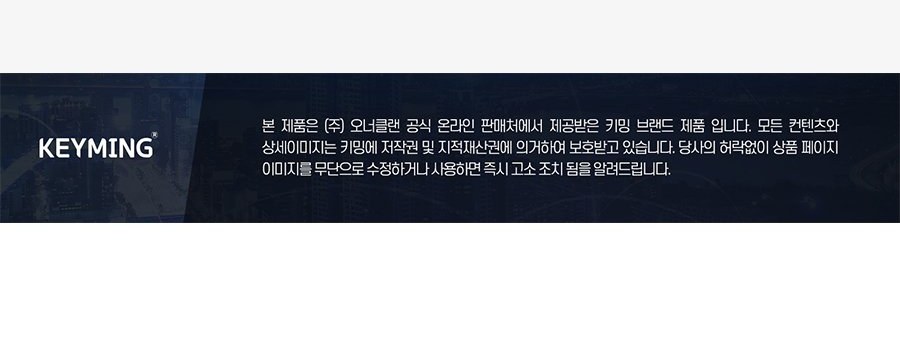 KEYMING
본 제품은 (주) 오너클랜 공식 온라인 판매처에서 제공받은 키밍 브랜드 제품 입니다. 모든 컨텐츠와
상세이미지는 키밍에 저작권 및 지적재산권에 의거하여 보호받고 있습니다. 당사의 허락없이 상품 페이지
이미지를 무단으로 수정하거나 사용하면 즉시 고소 조치 됨을 알려드립니다.